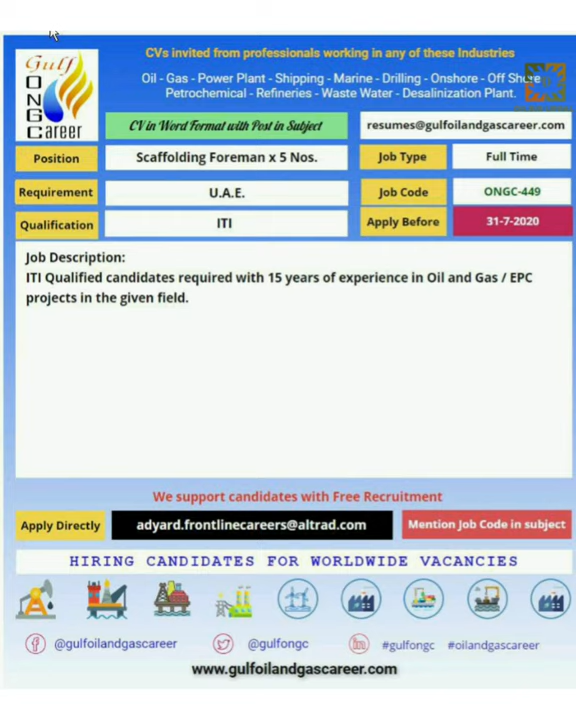 Gulf
ONGC
Career
CVs invited from professionals working in any of these Industries
Oil - Gas - Power Plant - Shipping - Marine - Drilling - Onshore - Off Shore
Petrochemical - Refineries - Waste Water - Desalinization Plant.
CV in Word Format with Post in Subject
resumes@gulfoilandgascareer.com
Position
Scaffolding Foreman x 5 Nos.
Job Type
Full Time
Requirement
U.A.E.
Job Code
ONGC-449
Qualification
ITI
Apply Before
31-7-2020
Job Description:
ITI Qualified candidates required with 15 years of experience in Oil and Gas / EPC
projects in the given field.
We support candidates with Free Recruitment
Apply Directly
adyard.frontlinecareers@altrad.com
Mention Job Code in subject
HIRING CANDIDATES FOR WORLDWIDE VACANCIES
@gulfoilandgascareer
@gulfongc
#gulfongc #oilandgascareer
www.gulfoilandgascareer.com